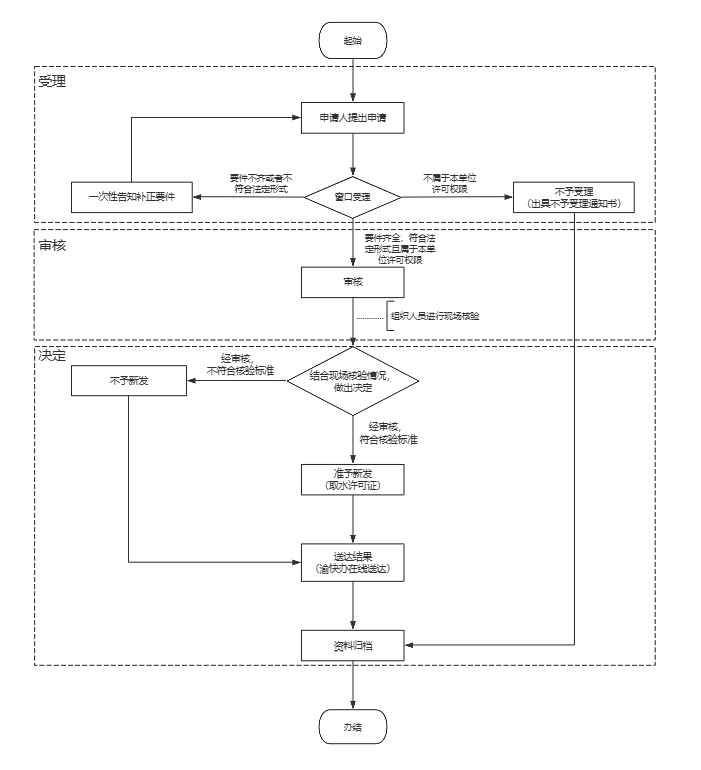 起始
受理
申请人提出申请
要件不齐或者不
符合法定形式
不属于本单位
许可权限
一次性告知补正要件
窗口受理
不予受理
（出具不予受理通知书）
审核
要件齐全，符合法
定形式且属于本单
位许可权限
审核
组织人员进行现场核验
决定
经审核，
不符合核验标准
不予新发
结合现场核验情况，
做出决定
经审核，
符合核验标准
准予新发
（取水许可证）
送达结果
（渝快办在线送达）
资料归档
办结